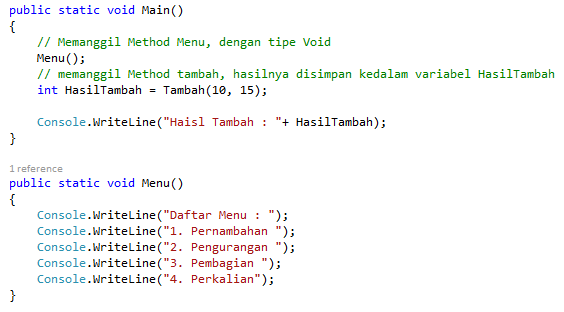 public static void Main()
{
// Memanggil Method Menu, dengan tipe Void
Menu();
// memanggil Method tambah, hasilnya disimpan kedalam variabel HasilTambah
int HasilTambah = Tambah(10, 15);
Console.WriteLine("Haisl Tambah : "+ HasilTambah);
}
1 reference
public static void Menu()
{
Console.WriteLine("Daftar Menu : ");
Console.WriteLine("1. Pernambahan ");
Console.WriteLine("2. Pengurangan ");
Console.WriteLine("3. Pembagian ");
Console.WriteLine("4. Perkalian");
}